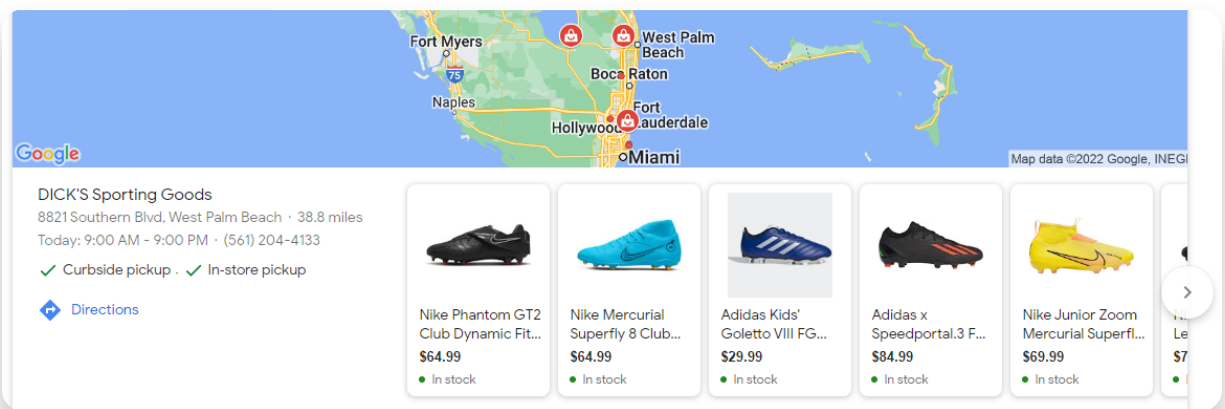 Fort Myers
West Palm
Beach
75
Boca Raton
Naples
Fort
Lauderdale
Hollywood
Miami
Google
Map data ©2022 Google, INEGI
DICK'S Sporting Goods
8821 Southern Blvd, West Palm Beach · 38.8 miles
Today: 9:00 AM - 9:00 PM · (561) 204-4133
Curbside pickup · In-store pickup
Directions
Nike Phantom GT2
Club Dynamic Fit...
$64.99
In stock
Nike Mercurial
Superfly 8 Club...
$64.99
In stock
Adidas Kids'
Goletto VIII FG...
$29.99
In stock
Adidas x
Speedportal.3 F...
$84.99
In stock
Nike Junior Zoom
Mercurial Superfl...
$69.99
In stock
Le
$7